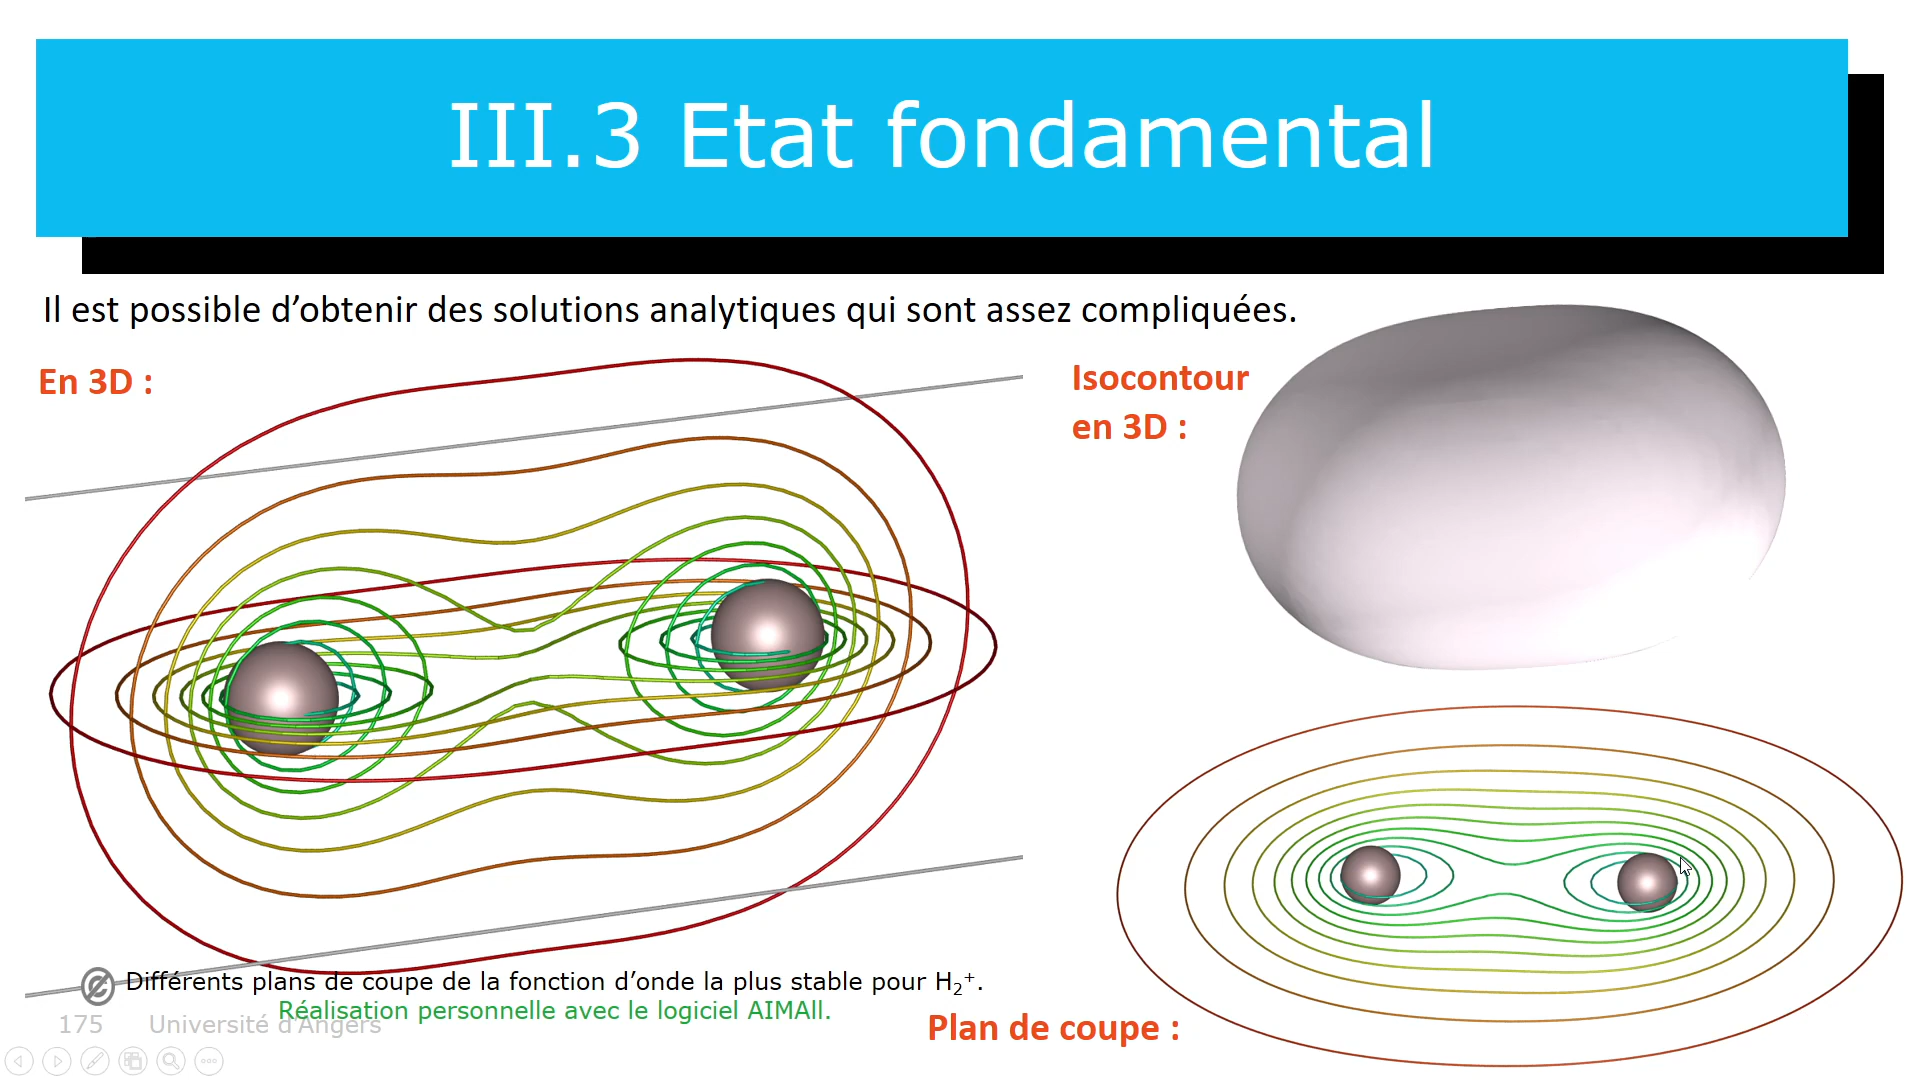 III.3 Etat fondamental
Il est possible d’obtenir des solutions analytiques qui sont assez compliquées.
En 3D :
Isocontour
en 3D :
Différents plans de coupe de la fonction d’onde la plus stable pour H₂⁺.
Réalisation personnelle avec le logiciel AIMAll.
175 Université d'Angers
Plan de coupe :